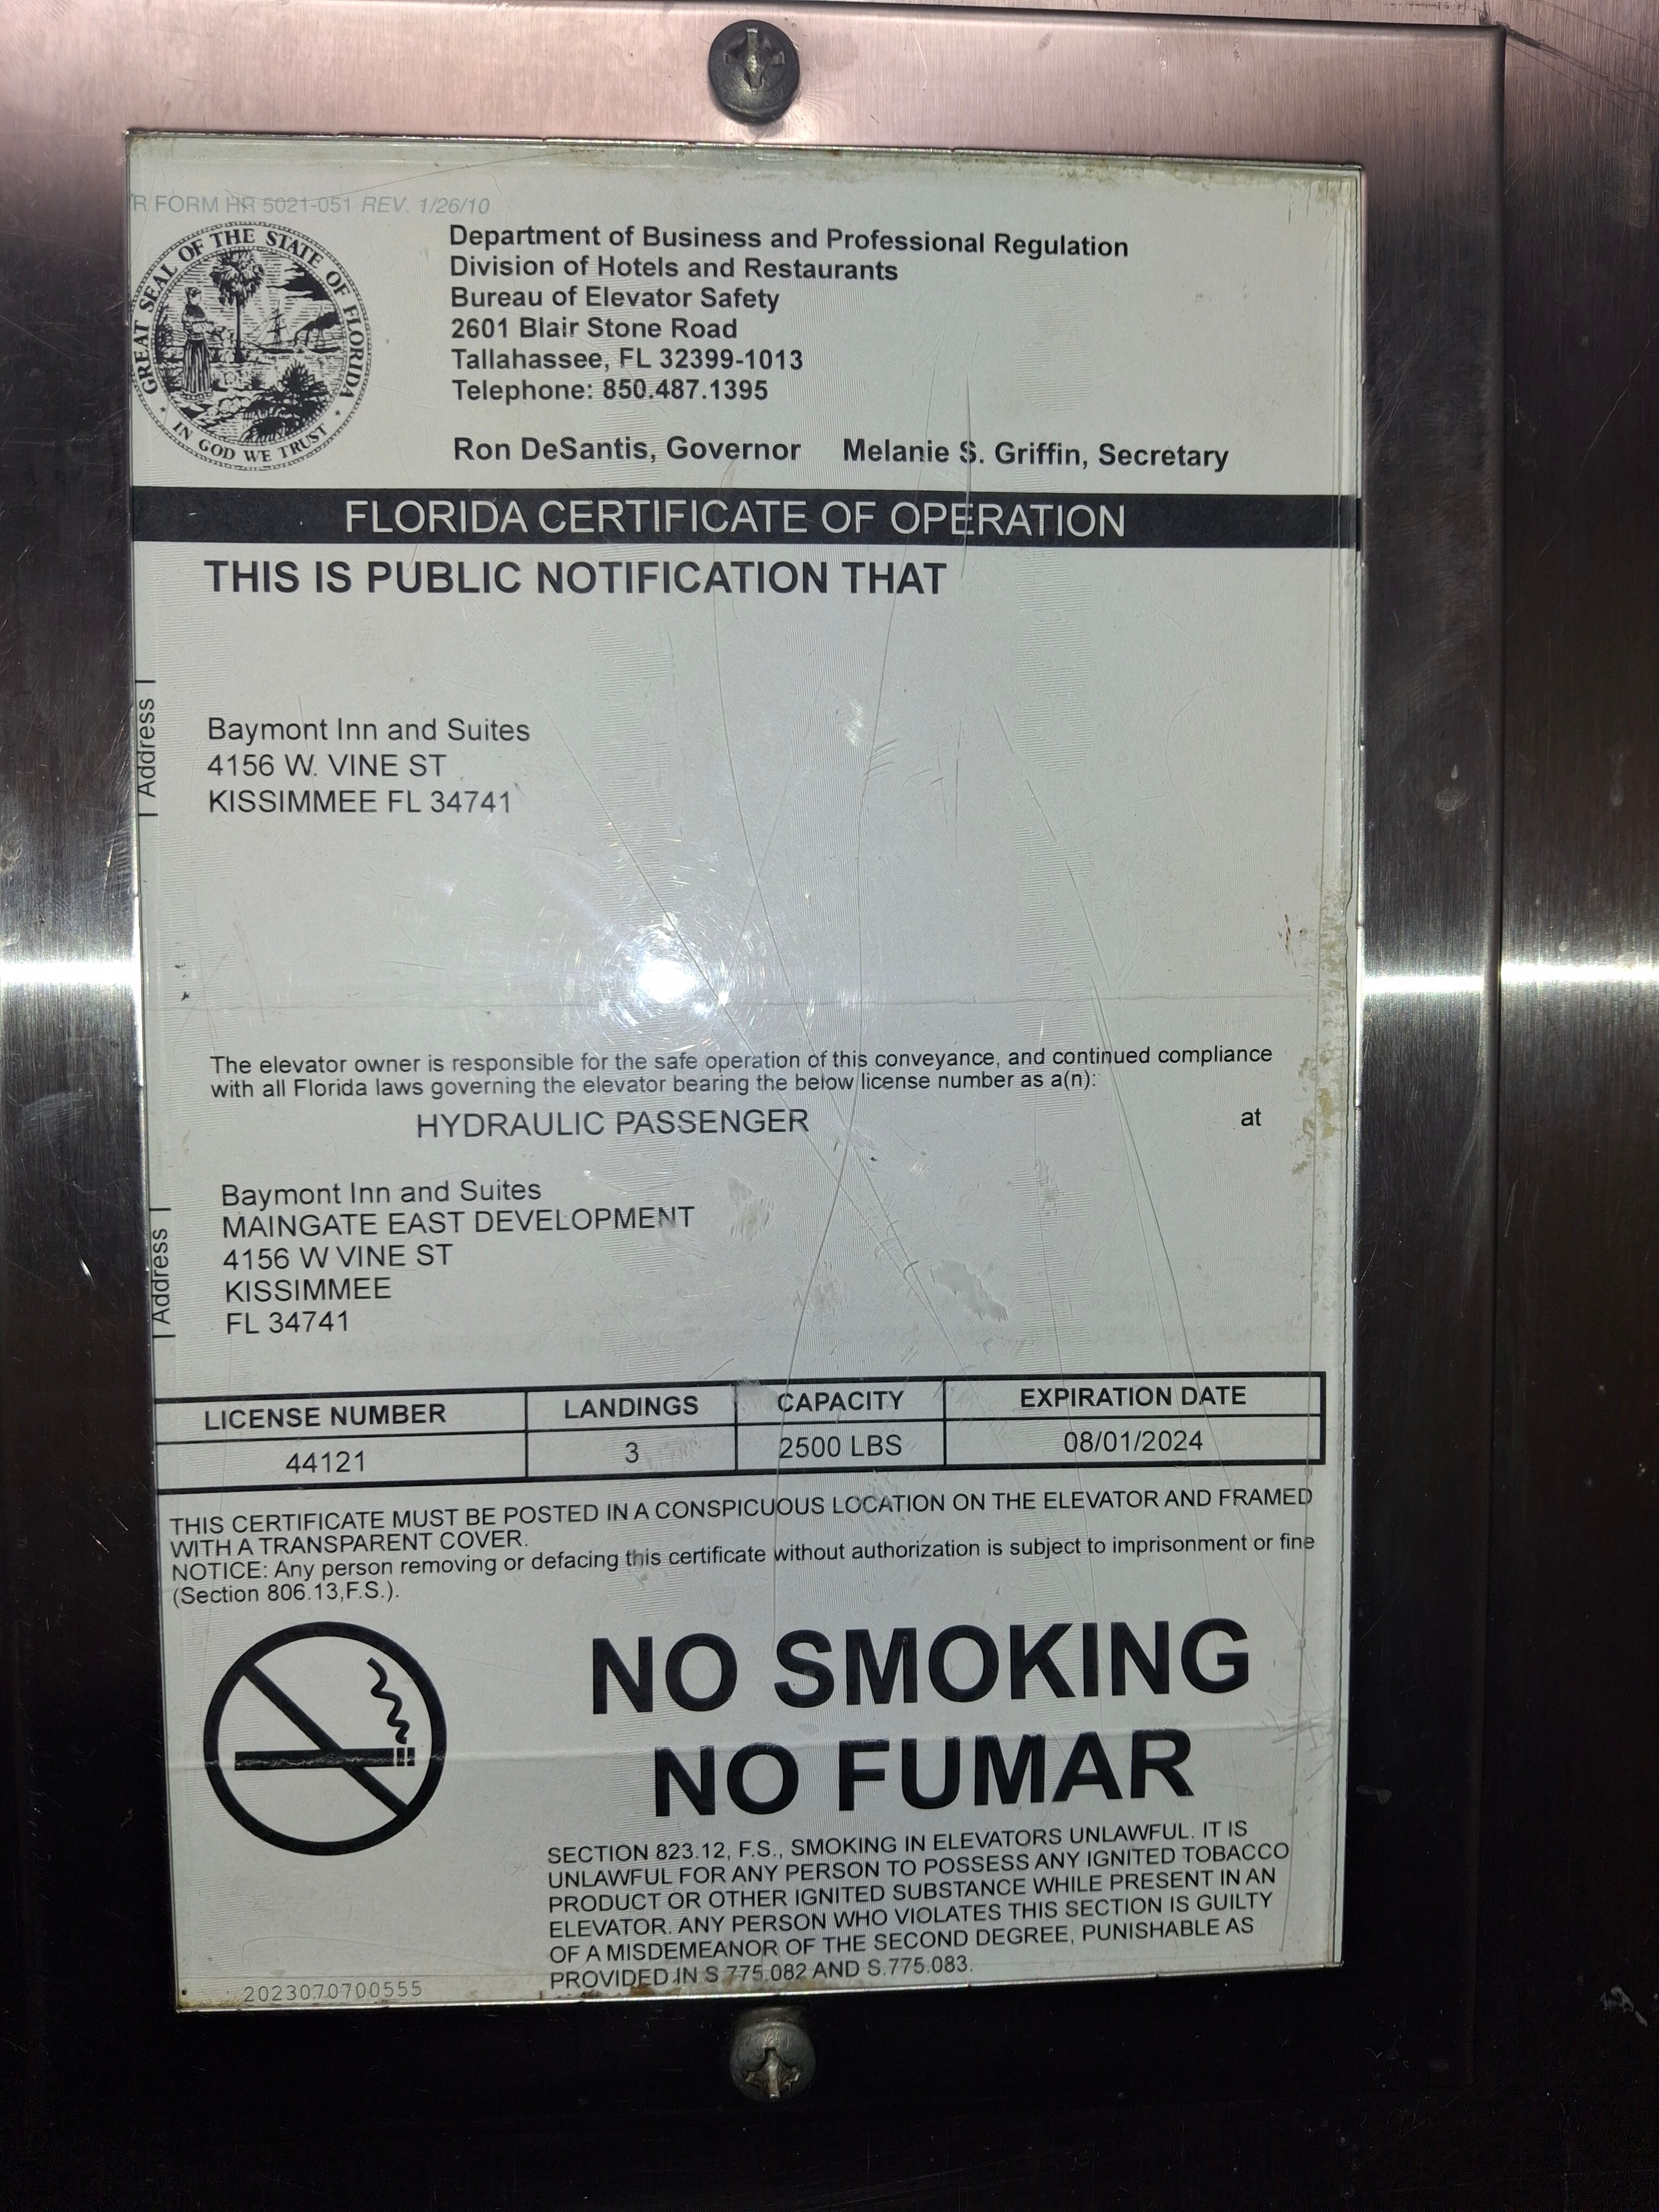 R FORM HR 5021-051 REV. 1/26/10
GREAT SEAL OF THE STATE OF FLORIDA
IN GOD WE TRUST
Department of Business and Professional Regulation
Division of Hotels and Restaurants
Bureau of Elevator Safety
2601 Blair Stone Road
Tallahassee, FL 32399-1013
Telephone: 850.487.1395
Ron DeSantis, Governor Melanie S. Griffin, Secretary
FLORIDA CERTIFICATE OF OPERATION
THIS IS PUBLIC NOTIFICATION THAT
Address
Baymont Inn and Suites
4156 W. VINE ST
KISSIMMEE FL 34741
The elevator owner is responsible for the safe operation of this conveyance, and continued compliance
with all Florida laws governing the elevator bearing the below license number as a(n):
HYDRAULIC PASSENGER at
Address
Baymont Inn and Suites
MAINGATE EAST DEVELOPMENT
4156 W VINE ST
KISSIMMEE
FL 34741
LICENSE NUMBER LANDINGS CAPACITY EXPIRATION DATE
44121 3 2500 LBS 08/01/2024
THIS CERTIFICATE MUST BE POSTED IN A CONSPICUOUS LOCATION ON THE ELEVATOR AND FRAMED
WITH A TRANSPARENT COVER.
NOTICE: Any person removing or defacing this certificate without authorization is subject to imprisonment or fine
(Section 806.13,F.S.).
NO SMOKING
NO FUMAR
SECTION 823.12, F.S., SMOKING IN ELEVATORS UNLAWFUL. IT IS
UNLAWFUL FOR ANY PERSON TO POSSESS ANY IGNITED TOBACCO
PRODUCT OR OTHER IGNITED SUBSTANCE WHILE PRESENT IN AN
ELEVATOR. ANY PERSON WHO VIOLATES THIS SECTION IS GUILTY
OF A MISDEMEANOR OF THE SECOND DEGREE, PUNISHABLE AS
PROVIDED IN S 775.082 AND S.775.083.
2023070700555